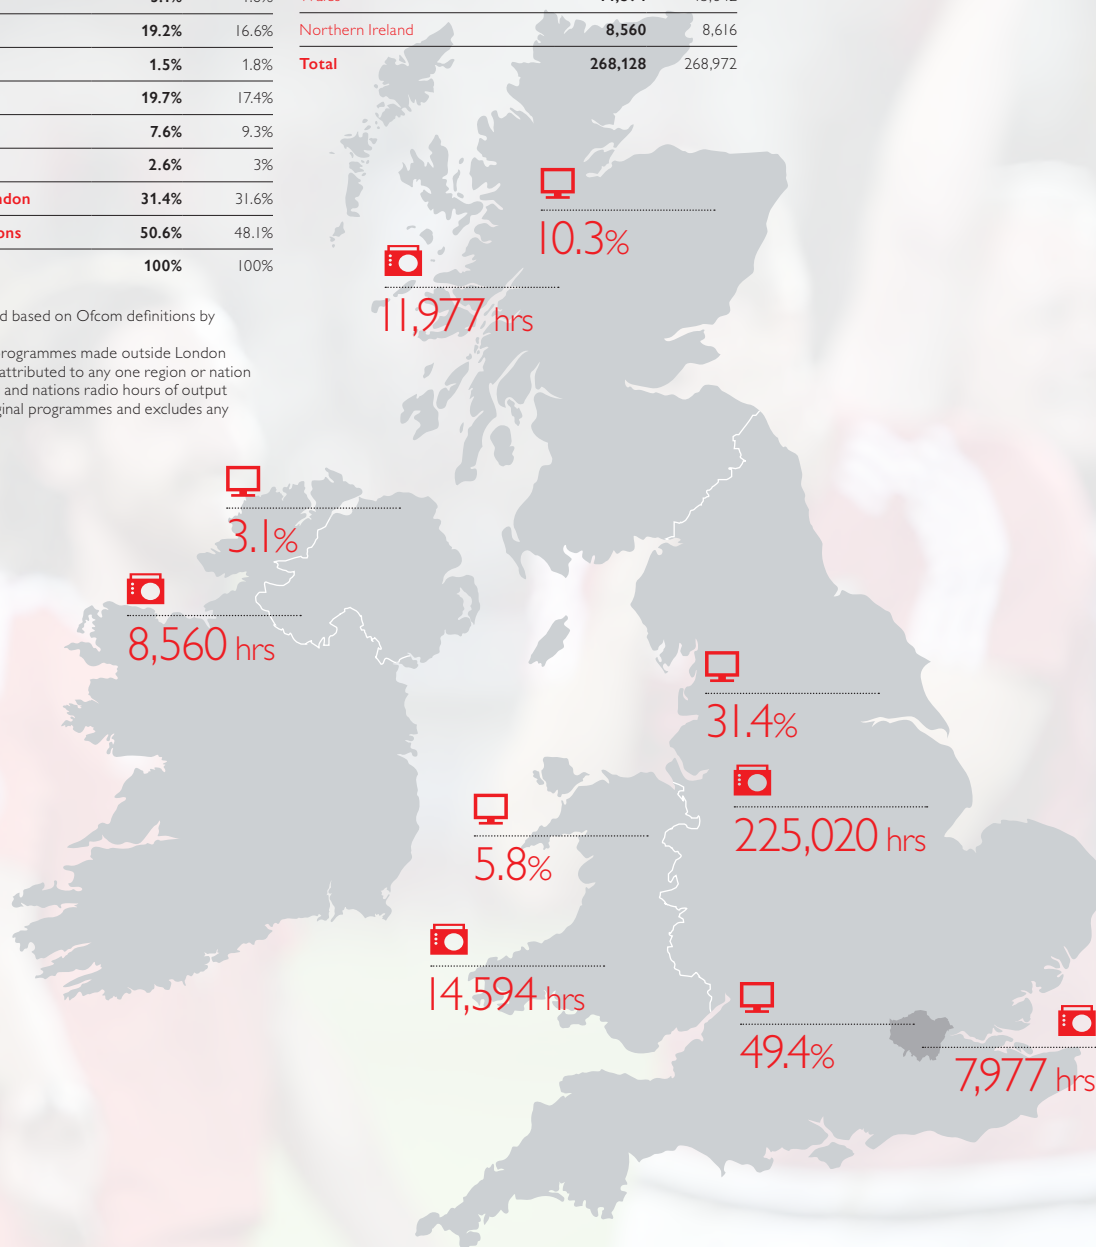 19.2% 16.6%
1.5% 1.8%
19.7% 17.4%
7.6% 9.3%
2.6% 3%
31.4% 31.6%
50.6% 48.1%
100% 100%
Northern Ireland 8,560 8,616
Total 268,128 268,972
d based on Ofcom definitions by
rogrammes made outside London
attributed to any one region or nation
and nations radio hours of output
ginal programmes and excludes any
10.3%
11,977 hrs
3.1%
8,560 hrs
31.4%
225,020 hrs
5.8%
14,594 hrs
49.4%
7,977 hrs